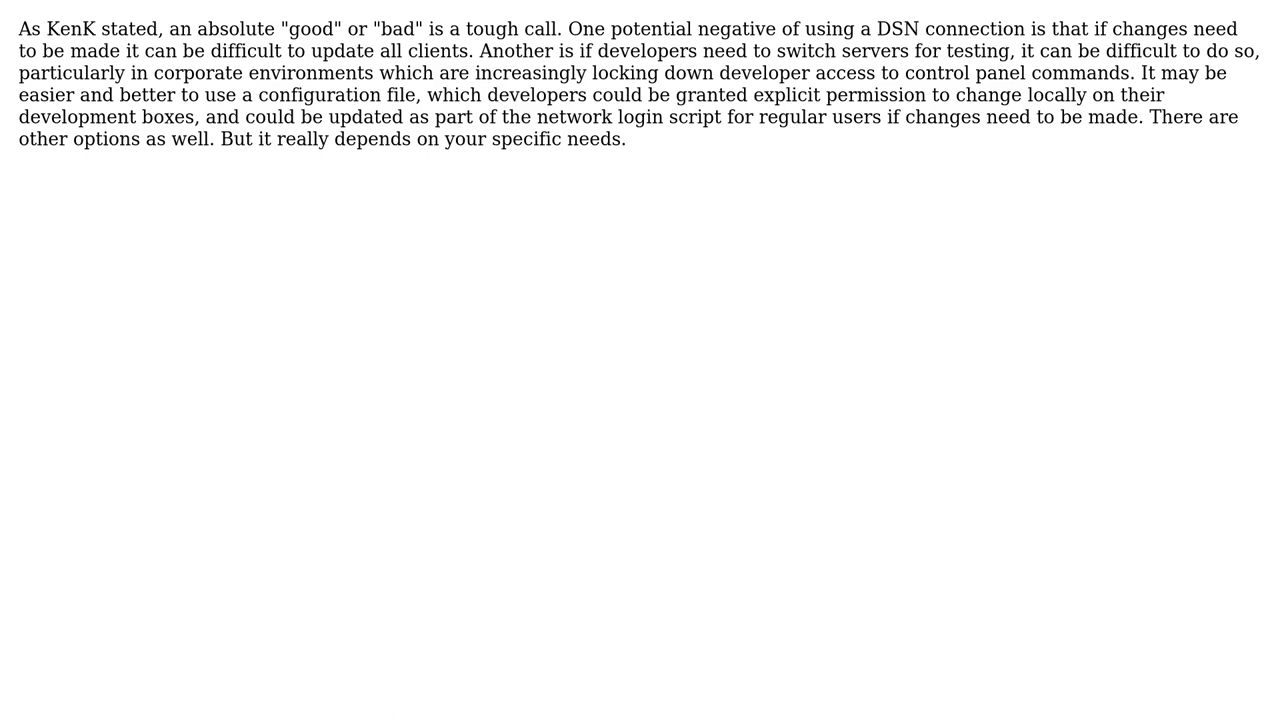 As KenK stated, an absolute "good" or "bad" is a tough call. One potential negative of using a DSN connection is that if changes need
to be made it can be difficult to update all clients. Another is if developers need to switch servers for testing, it can be difficult to do so,
particularly in corporate environments which are increasingly locking down developer access to control panel commands. It may be
easier and better to use a configuration file, which developers could be granted explicit permission to change locally on their
development boxes, and could be updated as part of the network login script for regular users if changes need to be made. There are
other options as well. But it really depends on your specific needs.